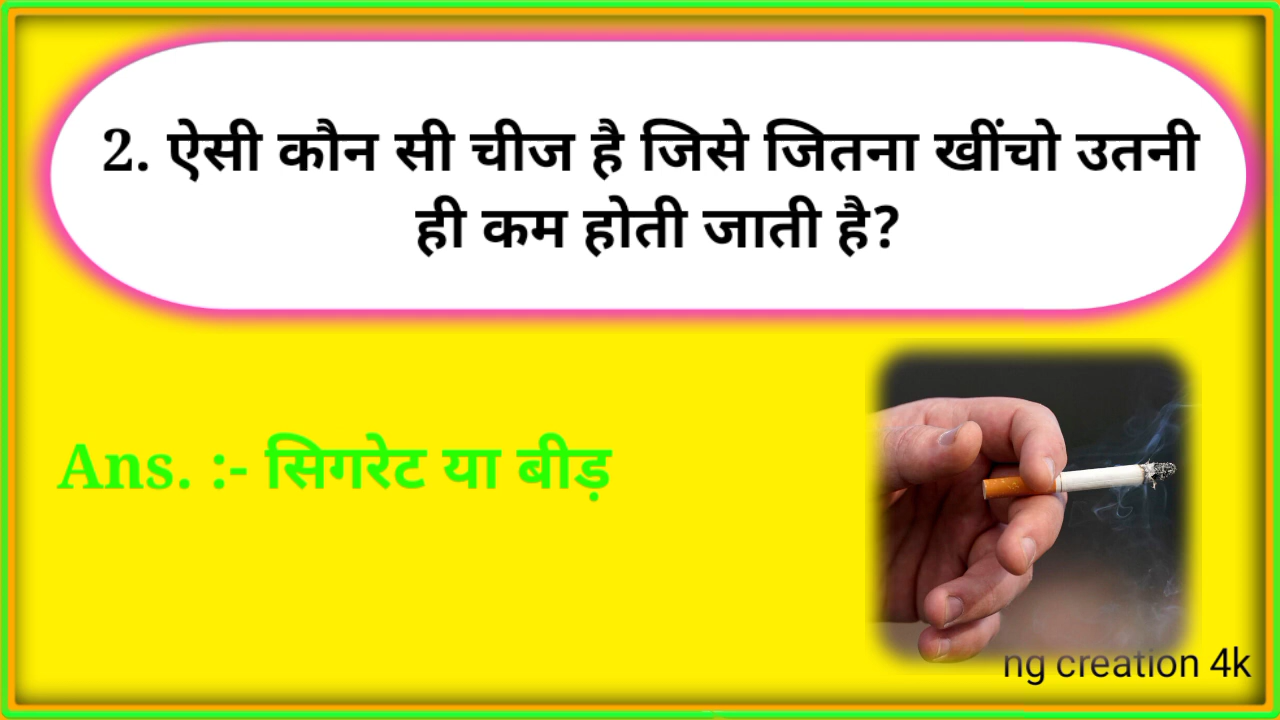 2. ऐसी कौन सी चीज है जिसे जितना खींचो उतनी
ही कम होती जाती है?
Ans. :- सिगरेट या बीड़
ng creation 4k